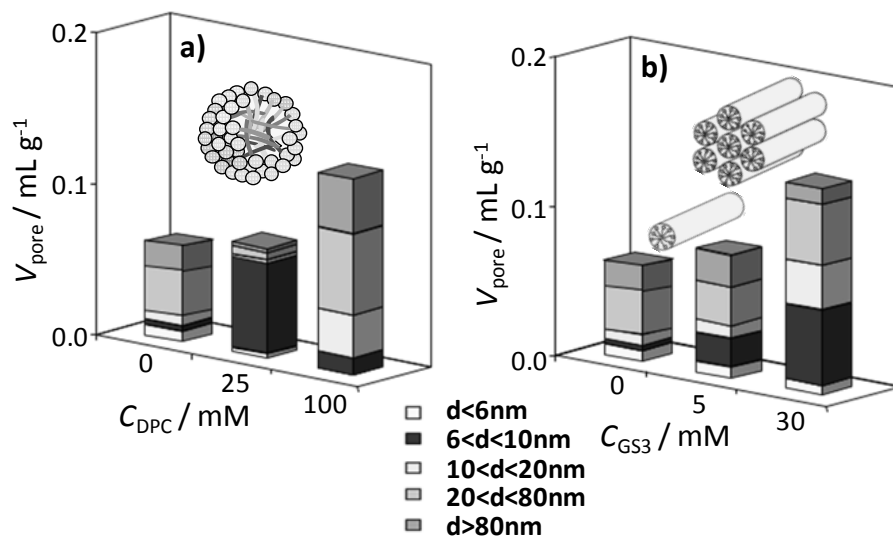 a)
0.2
0.1
0.0
V_pore / mL g⁻¹
0
25
100
C_DPC / mM
b)
0.2
0.1
0.0
V_pore / mL g⁻¹
0
5
30
C_GS3 / mM
d<6nm
6<d<10nm
10<d<20nm
20<d<80nm
d>80nm